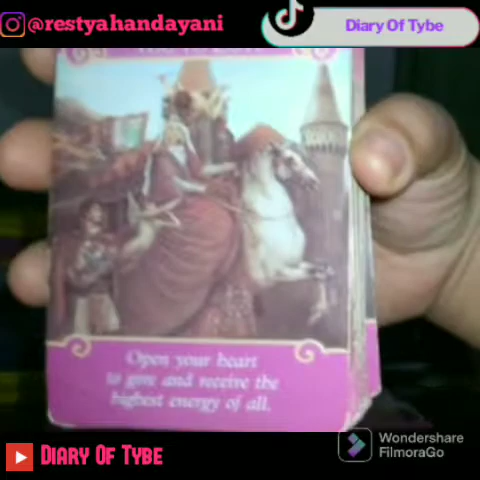 @restyahandayani
Diary Of Tybe
Open your heart
to give and receive the
highest energy of all.
DIARY OF TYBE
Wondershare
FilmoraGo